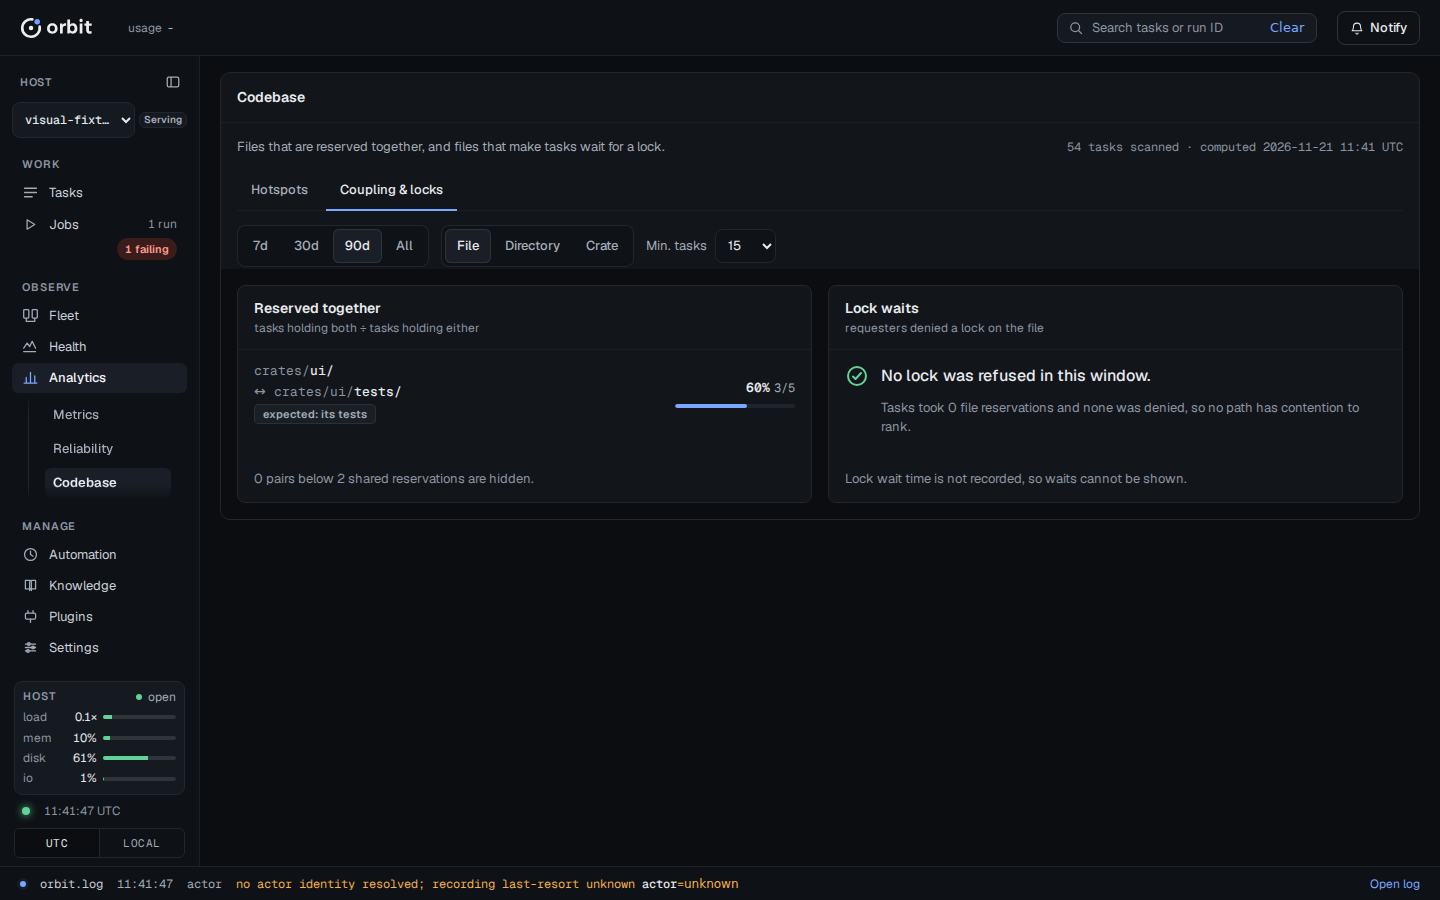 orbit
usage -
Search tasks or run ID
Clear
Notify
HOST
visual-fixt…
Serving
WORK
Tasks
Jobs
1 run
1 failing
OBSERVE
Fleet
Health
Analytics
Metrics
Reliability
Codebase
MANAGE
Automation
Knowledge
Plugins
Settings
HOST
open
load 0.1×
mem 10%
disk 61%
io 1%
11:41:47 UTC
UTC
LOCAL
Codebase
Files that are reserved together, and files that make tasks wait for a lock.
54 tasks scanned · computed 2026-11-21 11:41 UTC
Hotspots
Coupling & locks
7d 30d 90d All
File Directory Crate
Min. tasks 15
Reserved together
tasks holding both ÷ tasks holding either
crates/ui/
↔ crates/ui/tests/
expected: its tests
60% 3/5
0 pairs below 2 shared reservations are hidden.
Lock waits
requesters denied a lock on the file
No lock was refused in this window.
Tasks took 0 file reservations and none was denied, so no path has contention to
rank.
Lock wait time is not recorded, so waits cannot be shown.
orbit.log 11:41:47 actor no actor identity resolved; recording last-resort unknown actor=unknown
Open log